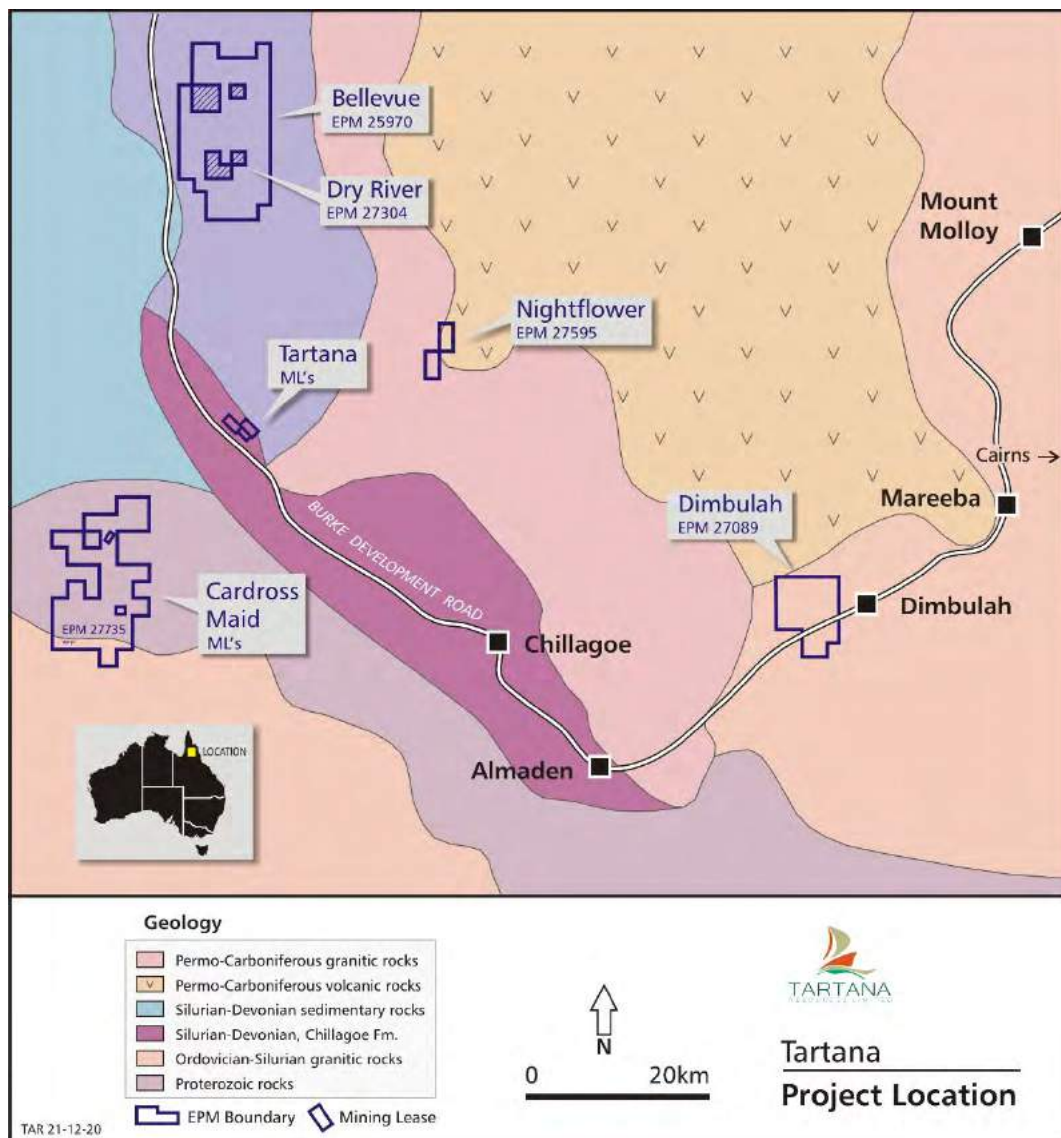 Bellevue
EPM 25970
Dry River
EPM 27304
Mount
Molloy
Nightflower
EPM 27595
Tartana
ML's
Cairns →
Mareeba
Dimbulah
EPM 27089
BURKE DEVELOPMENT ROAD
Cardross
Maid
ML's
EPM 27735
Dimbulah
Chillagoe
LOCATION
Almaden
Geology
Permo-Carboniferous granitic rocks
V Permo-Carboniferous volcanic rocks
Silurian-Devonian sedimentary rocks
Silurian-Devonian, Chillagoe Fm.
Ordovician-Silurian granitic rocks
Proterozoic rocks
EPM Boundary
Mining Lease
TAR 21-12-20
N
0 20km
TARTANA
RESOURCES LIMITED
Tartana
Project Location